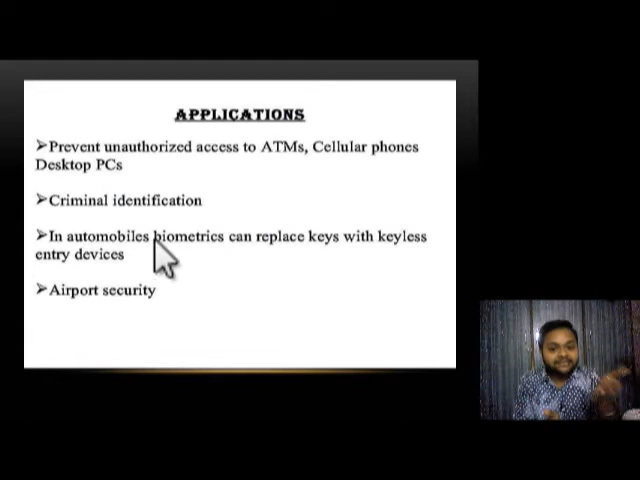 APPLICATIONS
➢Prevent unauthorized access to ATMs, Cellular phones
Desktop PCs
➢Criminal identification
➢In automobiles biometrics can replace keys with keyless
entry devices
➢Airport security